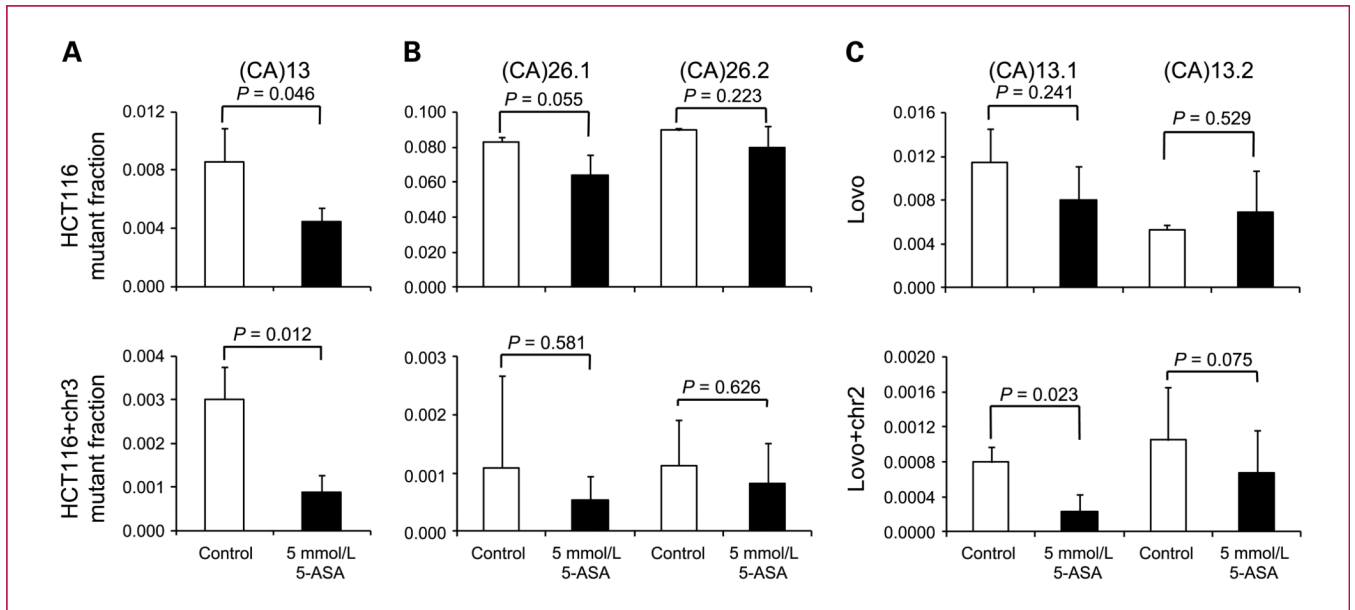 A
(CA)13
P = 0.046
HCT116
mutant fraction
0.012
0.008
0.004
0.000
P = 0.012
HCT116+chr3
mutant fraction
0.004
0.003
0.002
0.001
0.000
Control
5 mmol/L
5-ASA
B
(CA)26.1
(CA)26.2
P = 0.055
P = 0.223
0.100
0.080
0.060
0.040
0.020
0.000
P = 0.581
P = 0.626
0.003
0.002
0.001
0.000
Control
5 mmol/L
5-ASA
Control
5 mmol/L
5-ASA
C
(CA)13.1
(CA)13.2
P = 0.241
P = 0.529
Lovo
0.016
0.012
0.008
0.004
0.000
P = 0.023
P = 0.075
Lovo+chr2
0.0020
0.0016
0.0012
0.0008
0.0004
0.0000
Control
5 mmol/L
5-ASA
Control
5 mmol/L
5-ASA